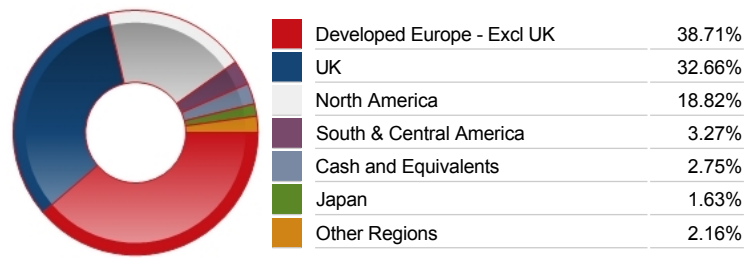 Developed Europe - Excl UK 38.71%
UK 32.66%
North America 18.82%
South & Central America 3.27%
Cash and Equivalents 2.75%
Japan 1.63%
Other Regions 2.16%